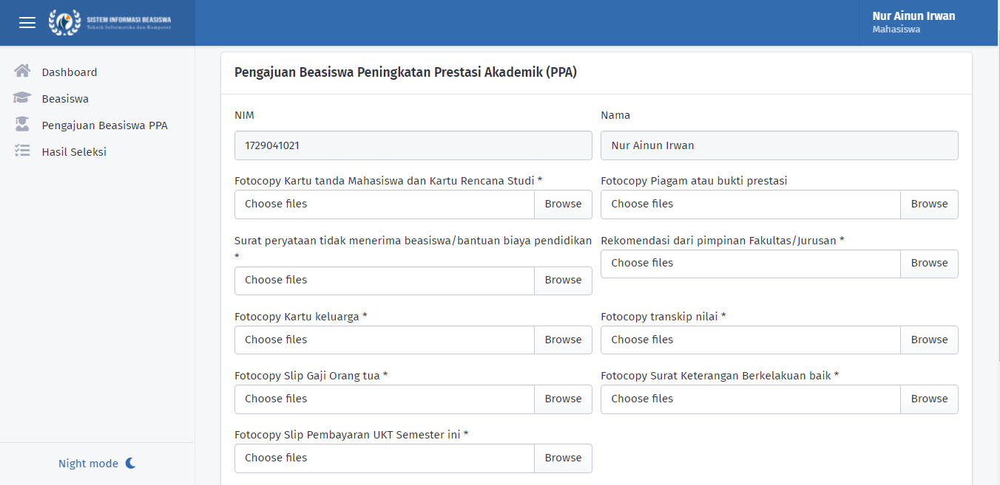 SISTEM INFORMASI BEASISWA
Teknik Informatika dan Komputer
Nur Ainun Irwan
Mahasiswa
Dashboard
Beasiswa
Pengajuan Beasiswa PPA
Hasil Seleksi
Night mode
Pengajuan Beasiswa Peningkatan Prestasi Akademik (PPA)
NIM
1729041021
Nama
Nur Ainun Irwan
Fotocopy Kartu tanda Mahasiswa dan Kartu Rencana Studi *
Choose files Browse
Fotocopy Piagam atau bukti prestasi
Choose files Browse
Surat peryataan tidak menerima beasiswa/bantuan biaya pendidikan
*
Choose files Browse
Rekomendasi dari pimpinan Fakultas/Jurusan *
Choose files Browse
Fotocopy Kartu keluarga *
Choose files Browse
Fotocopy transkip nilai *
Choose files Browse
Fotocopy Slip Gaji Orang tua *
Choose files Browse
Fotocopy Surat Keterangan Berkelakuan baik *
Choose files Browse
Fotocopy Slip Pembayaran UKT Semester ini *
Choose files Browse